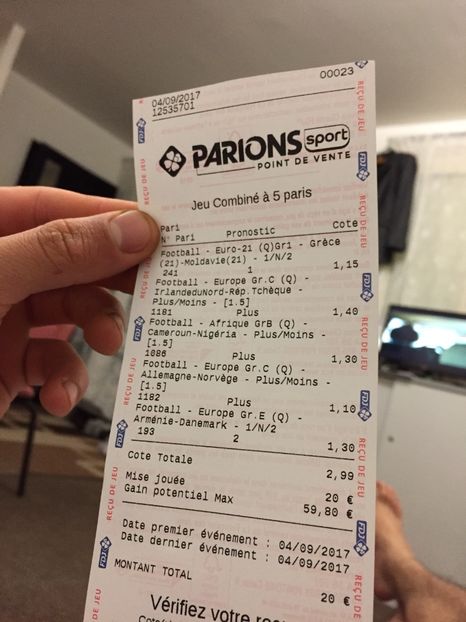 00023
04/09/2017
12535701
PARIONS sport
POINT DE VENTE
Jeu Combiné à 5 paris
Pari
N° Pari Pronostic Cote
Football - Euro-21 (Q)Gr1 - Grèce
(21)-Moldavie(21) - 1/N/2
241 1 1,15
Football - Europe Gr.C (Q) -
IrlandeduNord-Rép.Tchèque -
Plus/Moins - [1.5]
1181 Plus 1,40
Football - Afrique GrB (Q) -
Cameroun-Nigéria - Plus/Moins -
[1.5]
1086 Plus 1,30
Football - Europe Gr.C (Q) -
Allemagne-Norvège - Plus/Moins -
[1.5]
1182 Plus 1,10
Football - Europe Gr.E (Q) -
Arménie-Danemark - 1/N/2
193 2 1,30
Cote Totale 2,99
Mise jouée 20 €
Gain potentiel Max 59,80 €
Date premier événement : 04/09/2017
Date dernier événement : 04/09/2017
MONTANT TOTAL 20 €
Vérifiez votre
REÇU DE JEU
FDJ